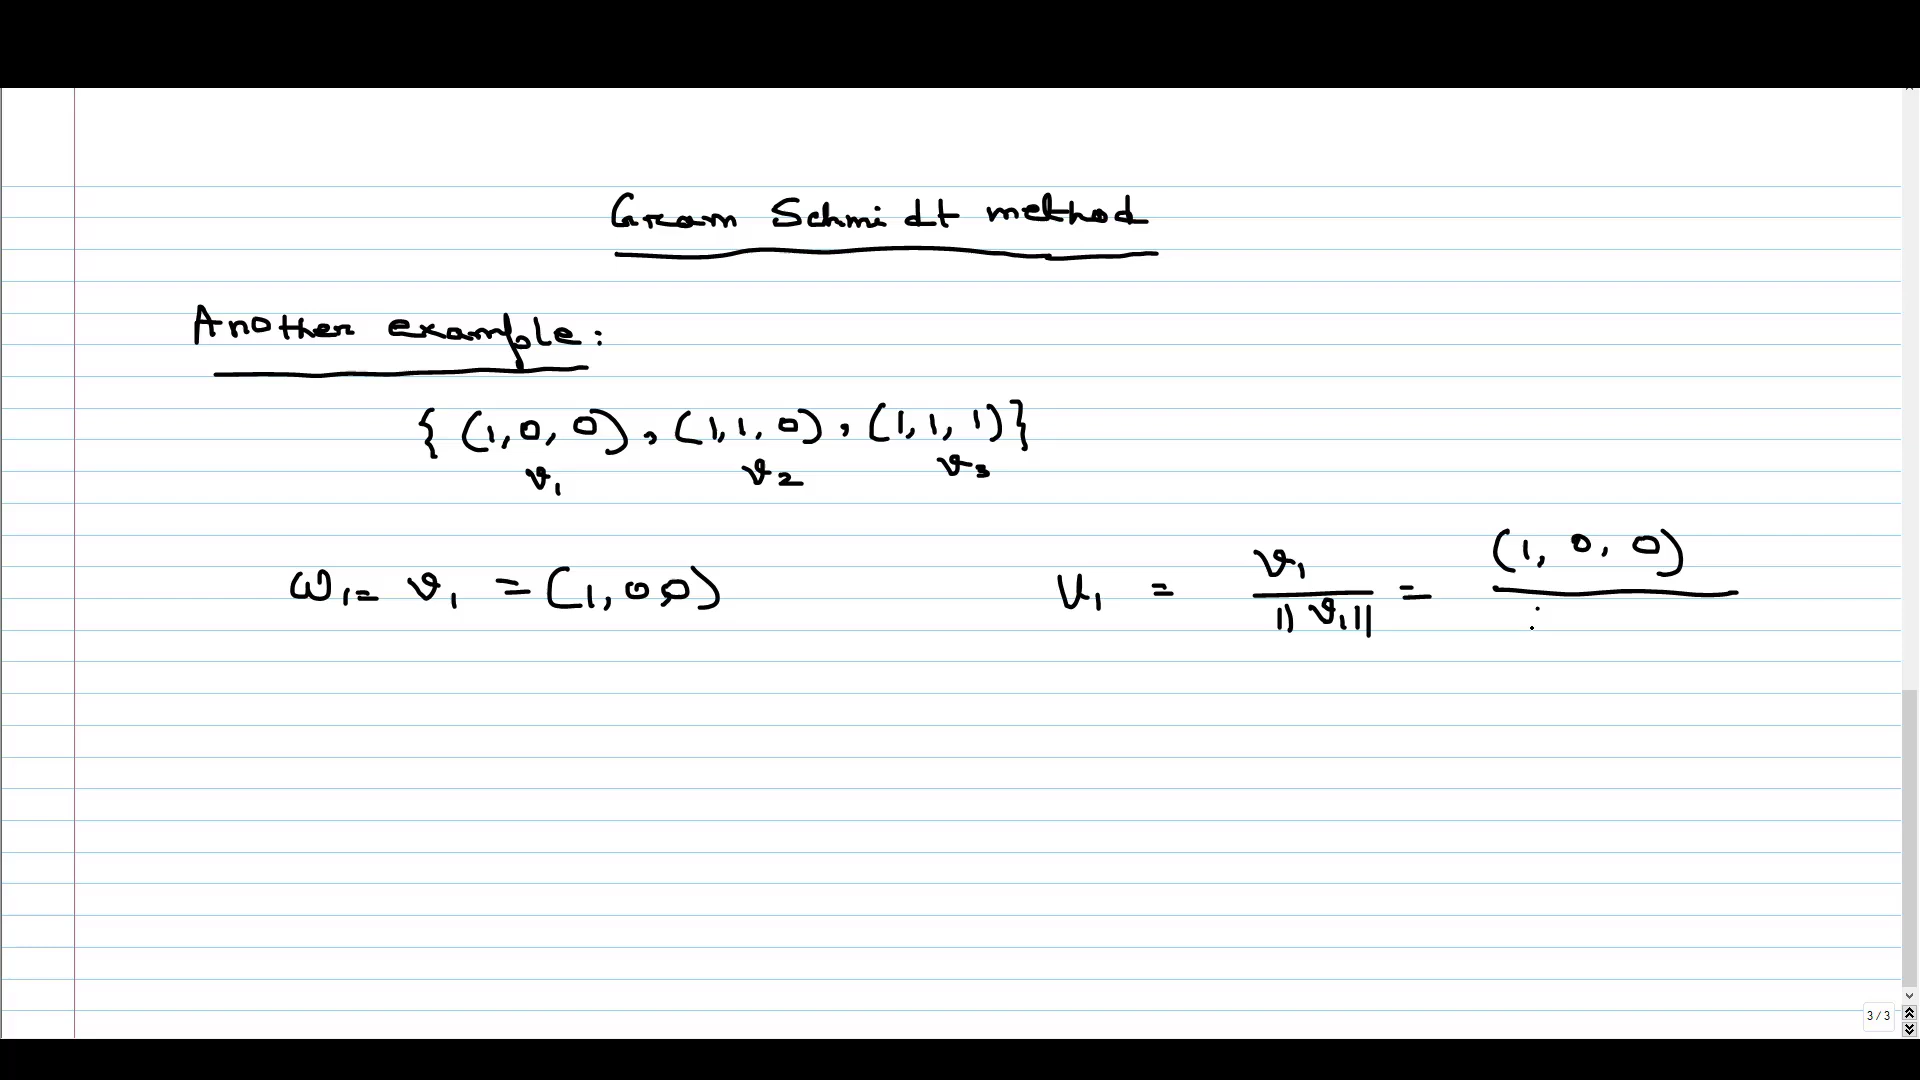 Gram Schmidt method
Another example:
{ (1, 0, 0), (1, 1, 0), (1, 1, 1)}
v₁ v₂ v₃
ω₁ = v₁ = (1, 0, 0) u₁ = v₁ / ||v₁|| = (1, 0, 0)
3 / 3